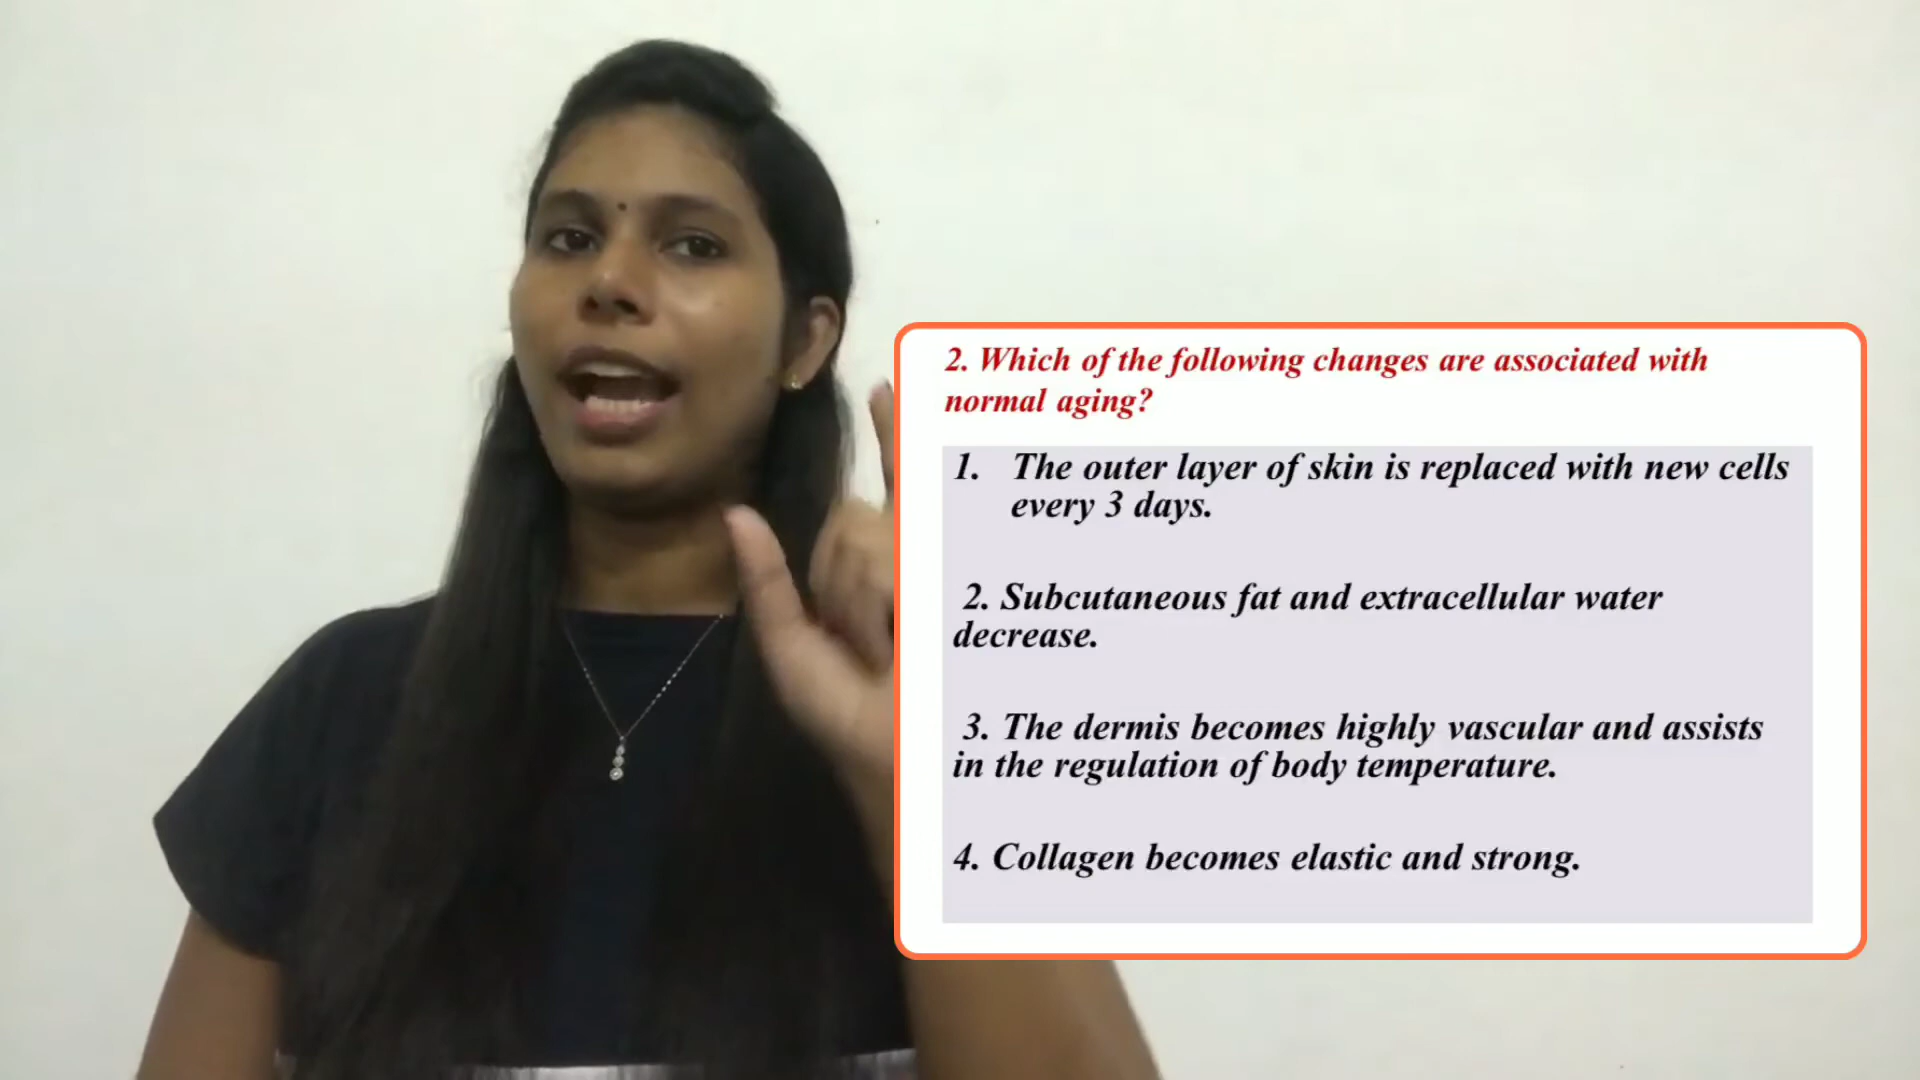 2. Which of the following changes are associated with
normal aging?
1. The outer layer of skin is replaced with new cells
every 3 days.
2. Subcutaneous fat and extracellular water
decrease.
3. The dermis becomes highly vascular and assists
in the regulation of body temperature.
4. Collagen becomes elastic and strong.